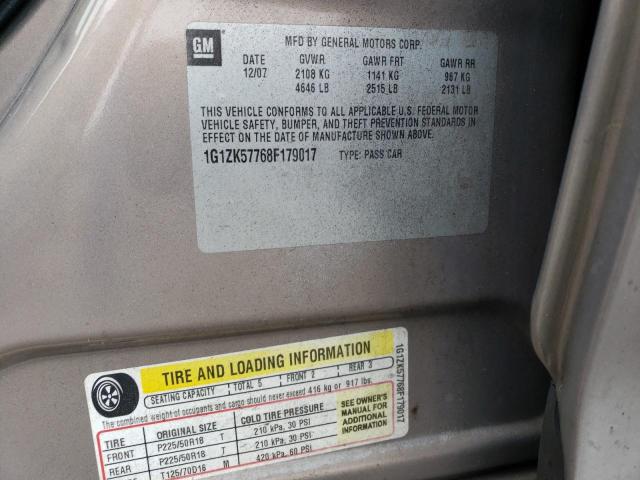 GM
MFD BY GENERAL MOTORS CORP.
DATE GVWR GAWR FRT GAWR RR
12/07 2108 KG 1141 KG 967 KG
4646 LB 2515 LB 2131 LB
THIS VEHICLE CONFORMS TO ALL APPLICABLE U.S. FEDERAL MOTOR
VEHICLE SAFETY, BUMPER, AND THEFT PREVENTION STANDARDS IN
EFFECT ON THE DATE OF MANUFACTURE SHOWN ABOVE.
1G1ZK57768F179017 TYPE: PASS CAR
TIRE AND LOADING INFORMATION
SEATING CAPACITY TOTAL 5 FRONT 2 REAR 3
The combined weight of occupants and cargo should never exceed 416 kg or 917 lbs.
TIRE ORIGINAL SIZE COLD TIRE PRESSURE
FRONT P225/50R18 T 210 kPa, 30 PSI
REAR P225/50R18 T 210 kPa, 30 PSI
T125/70D16 M 420 kPa, 60 PSI
SEE OWNER'S
MANUAL FOR
ADDITIONAL
INFORMATION
1G1ZK57768F179017